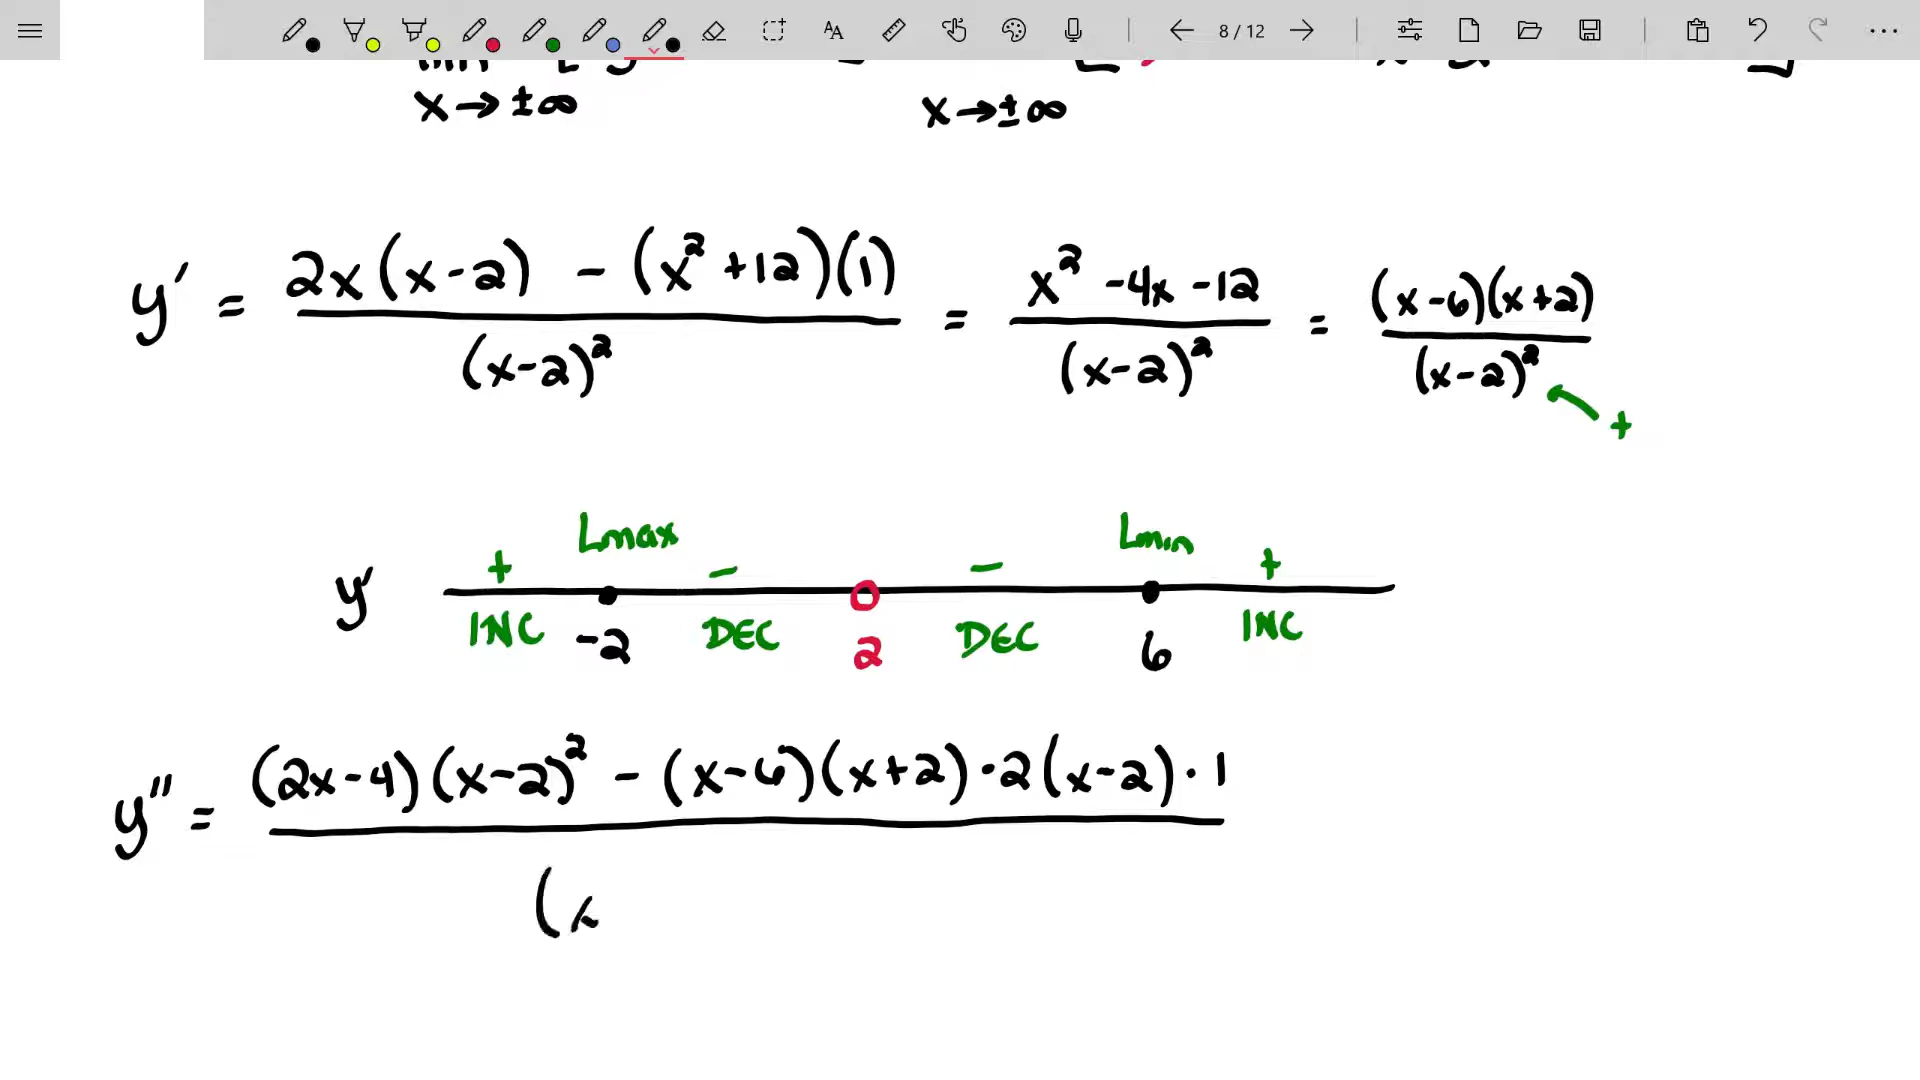 8 / 12
x → ±∞ x → ±∞
y' = 2x(x-2) - (x² +12)(1) / (x-2)² = x² -4x -12 / (x-2)² = (x-6)(x+2) / (x-2)²
+
+ Lmax - - Lmin +
y'
INC -2 DEC 2 DEC 6 INC
y'' = (2x-4)(x-2)² - (x-6)(x+2)·2(x-2)·1 /
(